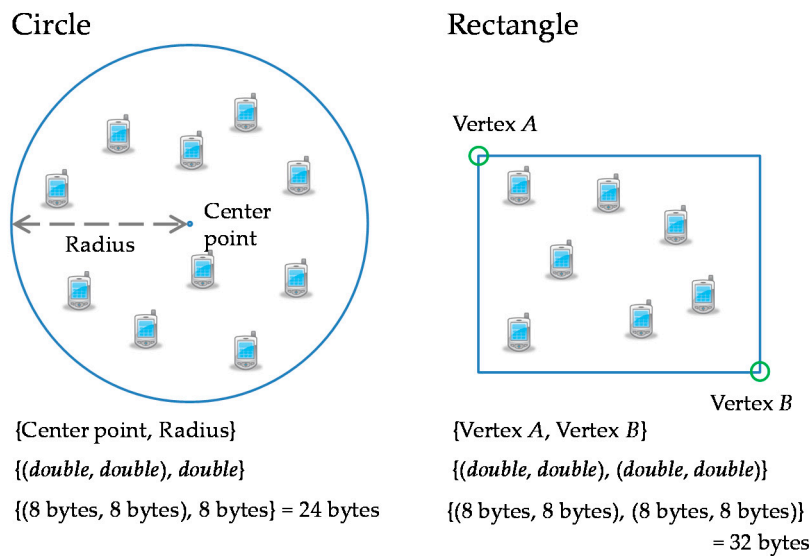 Circle
Radius
Center
point
{Center point, Radius}
{(double, double), double}
{(8 bytes, 8 bytes), 8 bytes} = 24 bytes
Rectangle
Vertex A
Vertex B
{Vertex A, Vertex B}
{(double, double), (double, double)}
{(8 bytes, 8 bytes), (8 bytes, 8 bytes)}
= 32 bytes